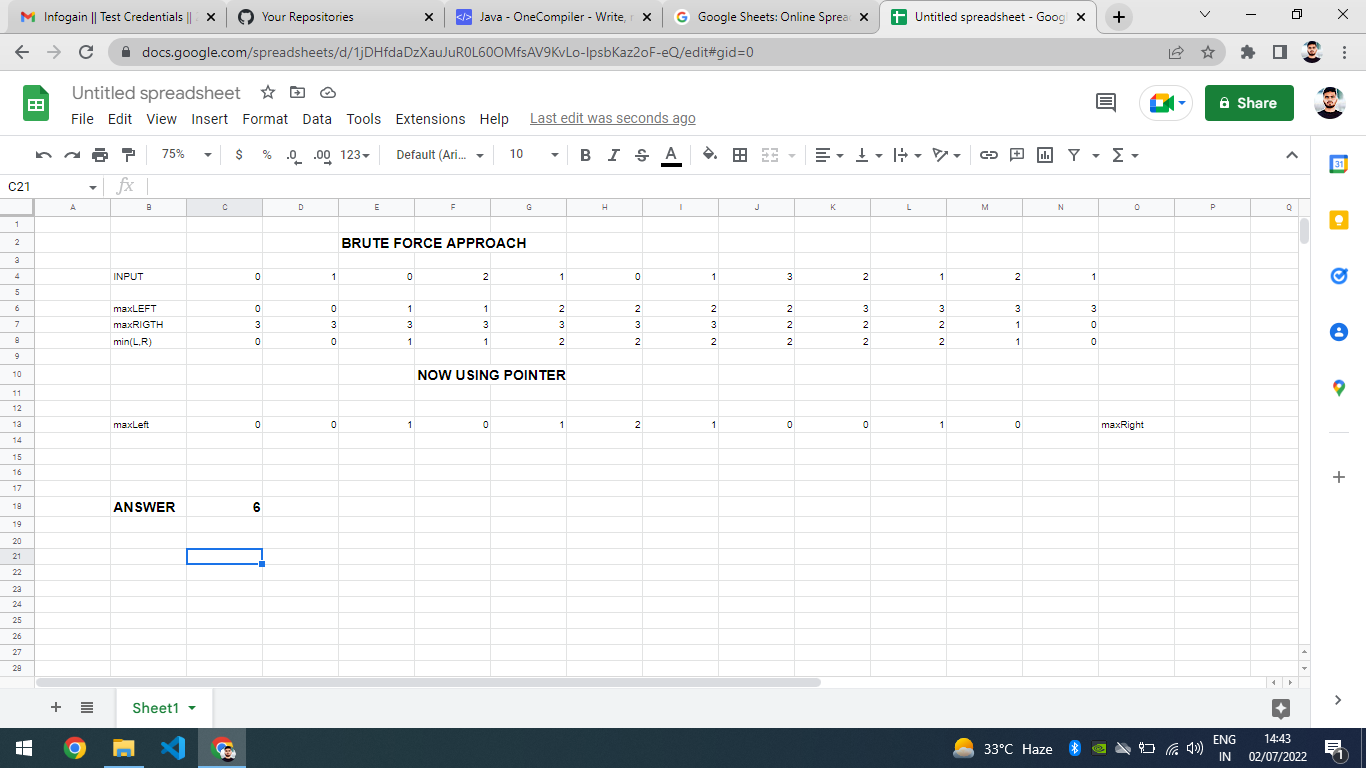 Infogain || Test Credentials ||
Your Repositories
Java - OneCompiler - Write, r
Google Sheets: Online Sprea
Untitled spreadsheet - Goog
docs.google.com/spreadsheets/d/1jDHfdaDzXauJuR0L60OMfsAV9KvLo-IpsbKaz2oF-eQ/edit#gid=0
Untitled spreadsheet
File Edit View Insert Format Data Tools Extensions Help Last edit was seconds ago
Share
75% $ % .0 .00 123 Default (Ari... 10 B I S A
31
C21 fx
A B C D E F G H I J K L M N O P Q
1
2 BRUTE FORCE APPROACH
3
4 INPUT 0 1 0 2 1 0 1 3 2 1 2 1
5
6 maxLEFT 0 0 1 1 2 2 2 2 3 3 3 3
7 maxRIGTH 3 3 3 3 3 3 3 2 2 2 1 0
8 min(L,R) 0 0 1 1 2 2 2 2 2 2 1 0
9
10 NOW USING POINTER
11
12
13 maxLeft 0 0 1 0 1 2 1 0 0 1 0 maxRight
14
15
16
17
18 ANSWER 6
19
20
21
22
23
24
25
26
27
28
Sheet1
33°C Haze
ENG
IN
14:43
02/07/2022
1